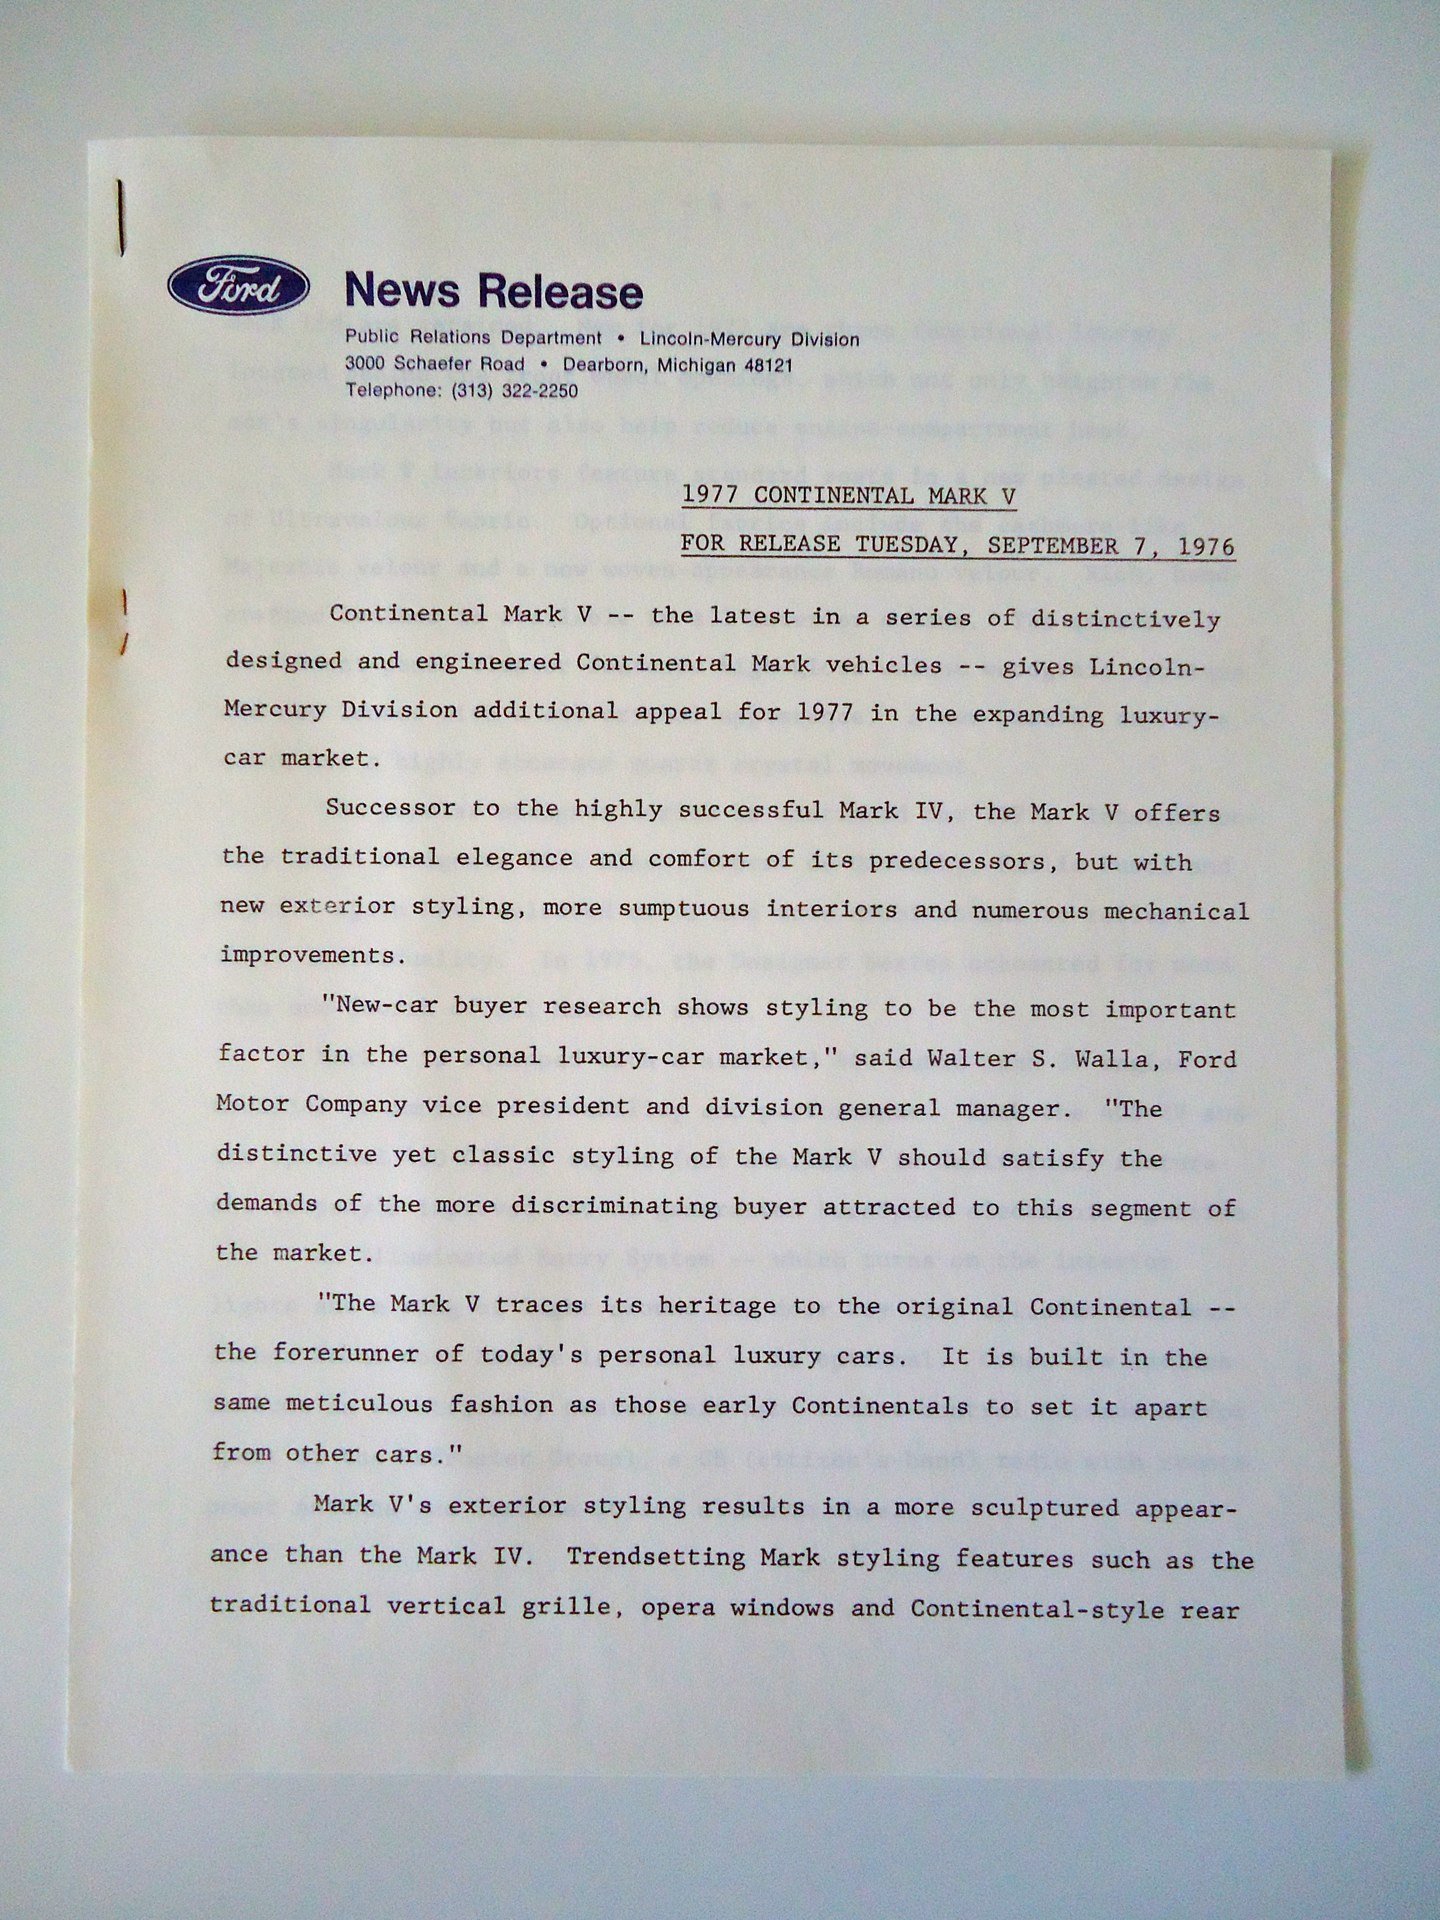 Ford
News Release
Public Relations Department • Lincoln-Mercury Division
3000 Schaefer Road • Dearborn, Michigan 48121
Telephone: (313) 322-2250
1977 CONTINENTAL MARK V
FOR RELEASE TUESDAY, SEPTEMBER 7, 1976
Continental Mark V -- the latest in a series of distinctively
designed and engineered Continental Mark vehicles -- gives Lincoln-
Mercury Division additional appeal for 1977 in the expanding luxury-
car market.
Successor to the highly successful Mark IV, the Mark V offers
the traditional elegance and comfort of its predecessors, but with
new exterior styling, more sumptuous interiors and numerous mechanical
improvements.
"New-car buyer research shows styling to be the most important
factor in the personal luxury-car market," said Walter S. Walla, Ford
Motor Company vice president and division general manager. "The
distinctive yet classic styling of the Mark V should satisfy the
demands of the more discriminating buyer attracted to this segment of
the market.
"The Mark V traces its heritage to the original Continental --
the forerunner of today's personal luxury cars. It is built in the
same meticulous fashion as those early Continentals to set it apart
from other cars."
Mark V's exterior styling results in a more sculptured appear-
ance than the Mark IV. Trendsetting Mark styling features such as the
traditional vertical grille, opera windows and Continental-style rear